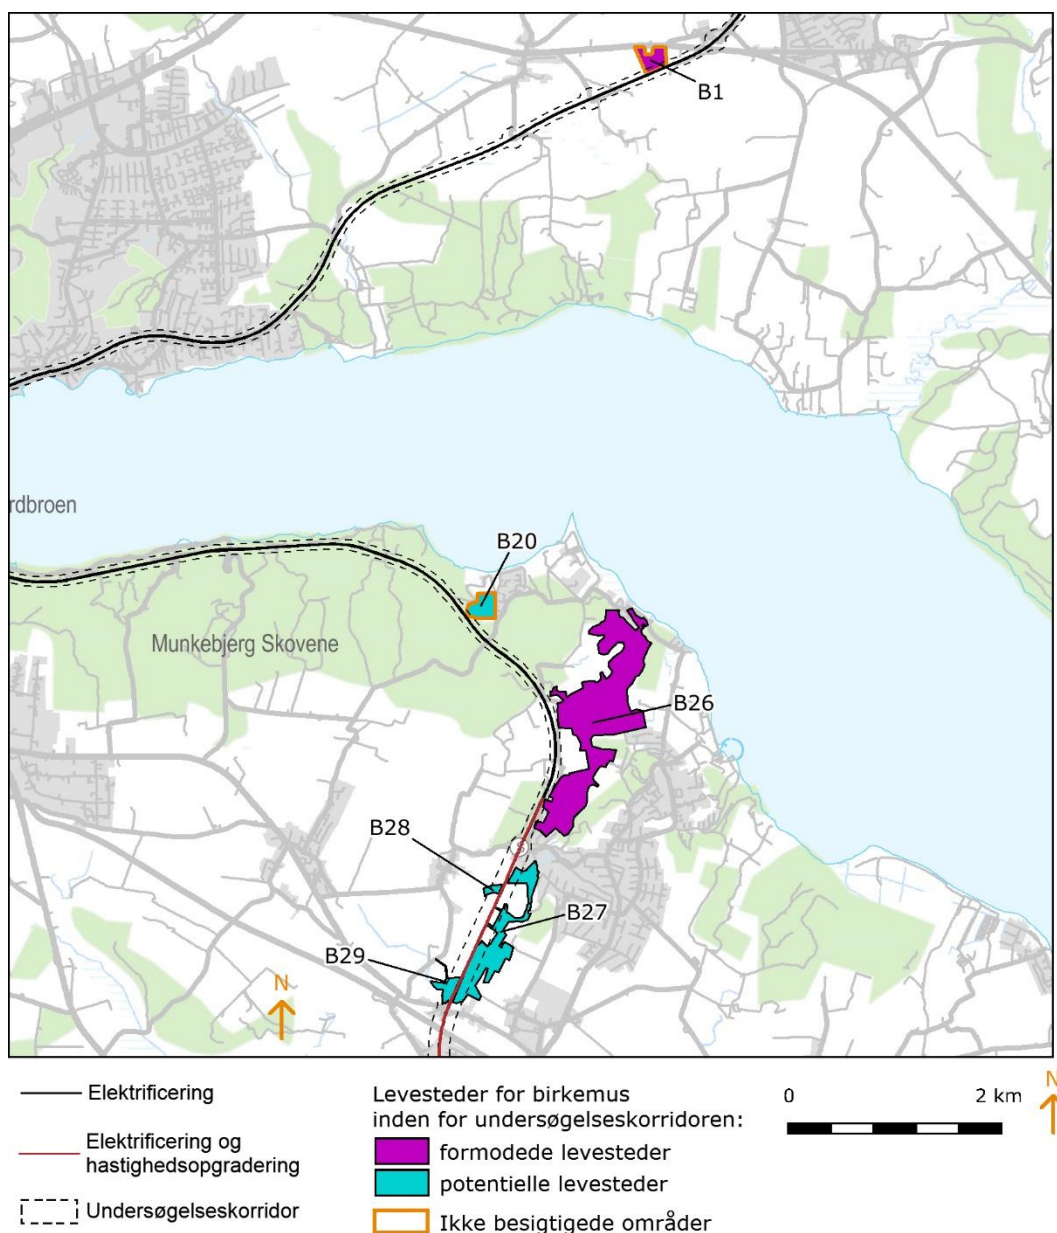 B1
rdbroen
B20
Munkebjerg Skovene
B26
B28
B27
B29
N
Elektrificering
Elektrificering og
hastighedsopgradering
Undersøgelseskorridor
Levesteder for birkemus
inden for undersøgelseskorridoren:
formodede levesteder
potentielle levesteder
Ikke besigtigede områder
0 2 km
N